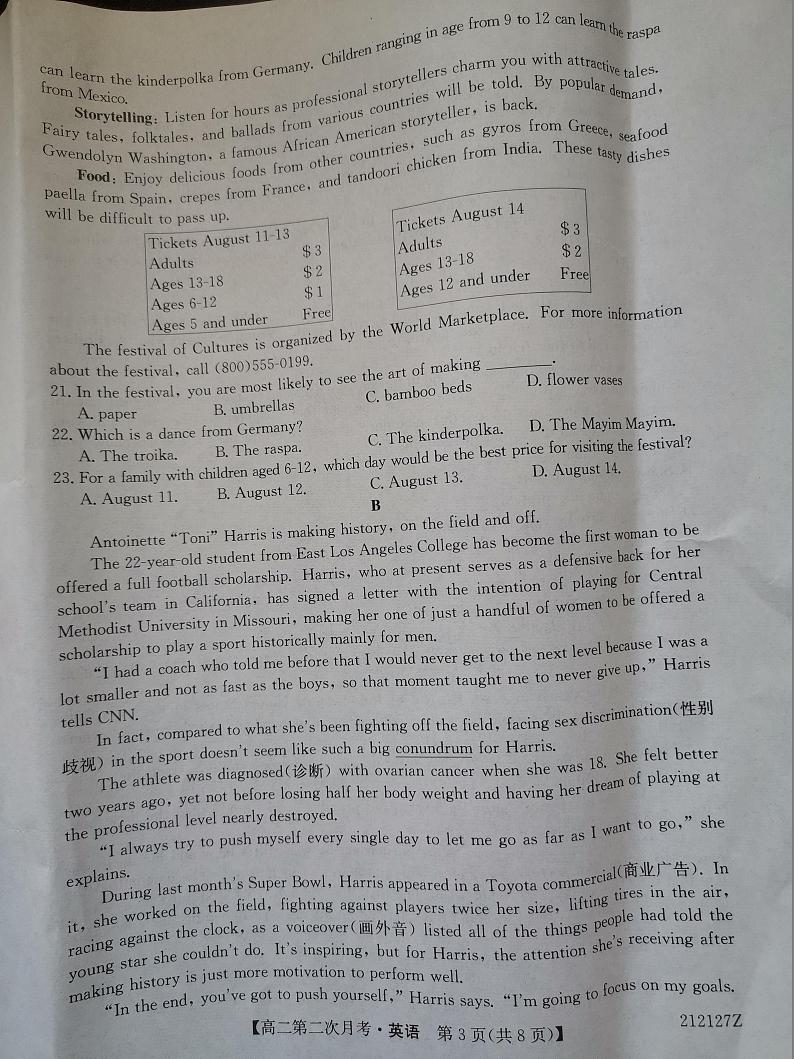 can learn the kinderpolka from Germany. Children ranging in age from 9 to 12 can learn the raspa
from Mexico.
Storytelling: Listen for hours as professional storytellers charm you with attractive tales.
Fairy tales, folktales, and ballads from various countries will be told. By popular demand,
Gwendolyn Washington, a famous African American storyteller, is back.
Food: Enjoy delicious foods from other countries, such as gyros from Greece, seafood
paella from Spain, crepes from France, and tandoori chicken from India. These tasty dishes
will be difficult to pass up.
Tickets August 11-13
Adults $3
Ages 13-18 $2
Ages 6-12 $1
Ages 5 and under Free
Tickets August 14
Adults $3
Ages 13-18 $2
Ages 12 and under Free
The festival of Cultures is organized by the World Marketplace. For more information
about the festival, call (800)555-0199.
21. In the festival, you are most likely to see the art of making ________.
A. paper B. umbrellas C. bamboo beds D. flower vases
22. Which is a dance from Germany?
A. The troika. B. The raspa. C. The kinderpolka. D. The Mayim Mayim.
23. For a family with children aged 6-12, which day would be the best price for visiting the festival?
A. August 11. B. August 12. C. August 13. D. August 14.
B
Antoinette “Toni” Harris is making history, on the field and off.
The 22-year-old student from East Los Angeles College has become the first woman to be
offered a full football scholarship. Harris, who at present serves as a defensive back for her
school's team in California, has signed a letter with the intention of playing for Central
Methodist University in Missouri, making her one of just a handful of women to be offered a
scholarship to play a sport historically mainly for men.
“I had a coach who told me before that I would never get to the next level because I was a
lot smaller and not as fast as the boys, so that moment taught me to never give up,” Harris
tells CNN.
In fact, compared to what she's been fighting off the field, facing sex discrimination(性别
歧视) in the sport doesn't seem like such a big conundrum for Harris.
The athlete was diagnosed(诊断) with ovarian cancer when she was 18. She felt better
two years ago, yet not before losing half her body weight and having her dream of playing at
the professional level nearly destroyed.
“I always try to push myself every single day to let me go as far as I want to go,” she
explains.
During last month's Super Bowl, Harris appeared in a Toyota commercial(商业广告). In
it, she worked on the field, fighting against players twice her size, lifting tires in the air,
racing against the clock, as a voiceover(画外音) listed all of the things people had told the
young star she couldn't do. It's inspiring, but for Harris, the attention she's receiving after
making history is just more motivation to perform well.
“In the end, you've got to push yourself,” Harris says. “I'm going to focus on my goals.
【高二第二次月考·英语 第3页(共8页)】 212127Z